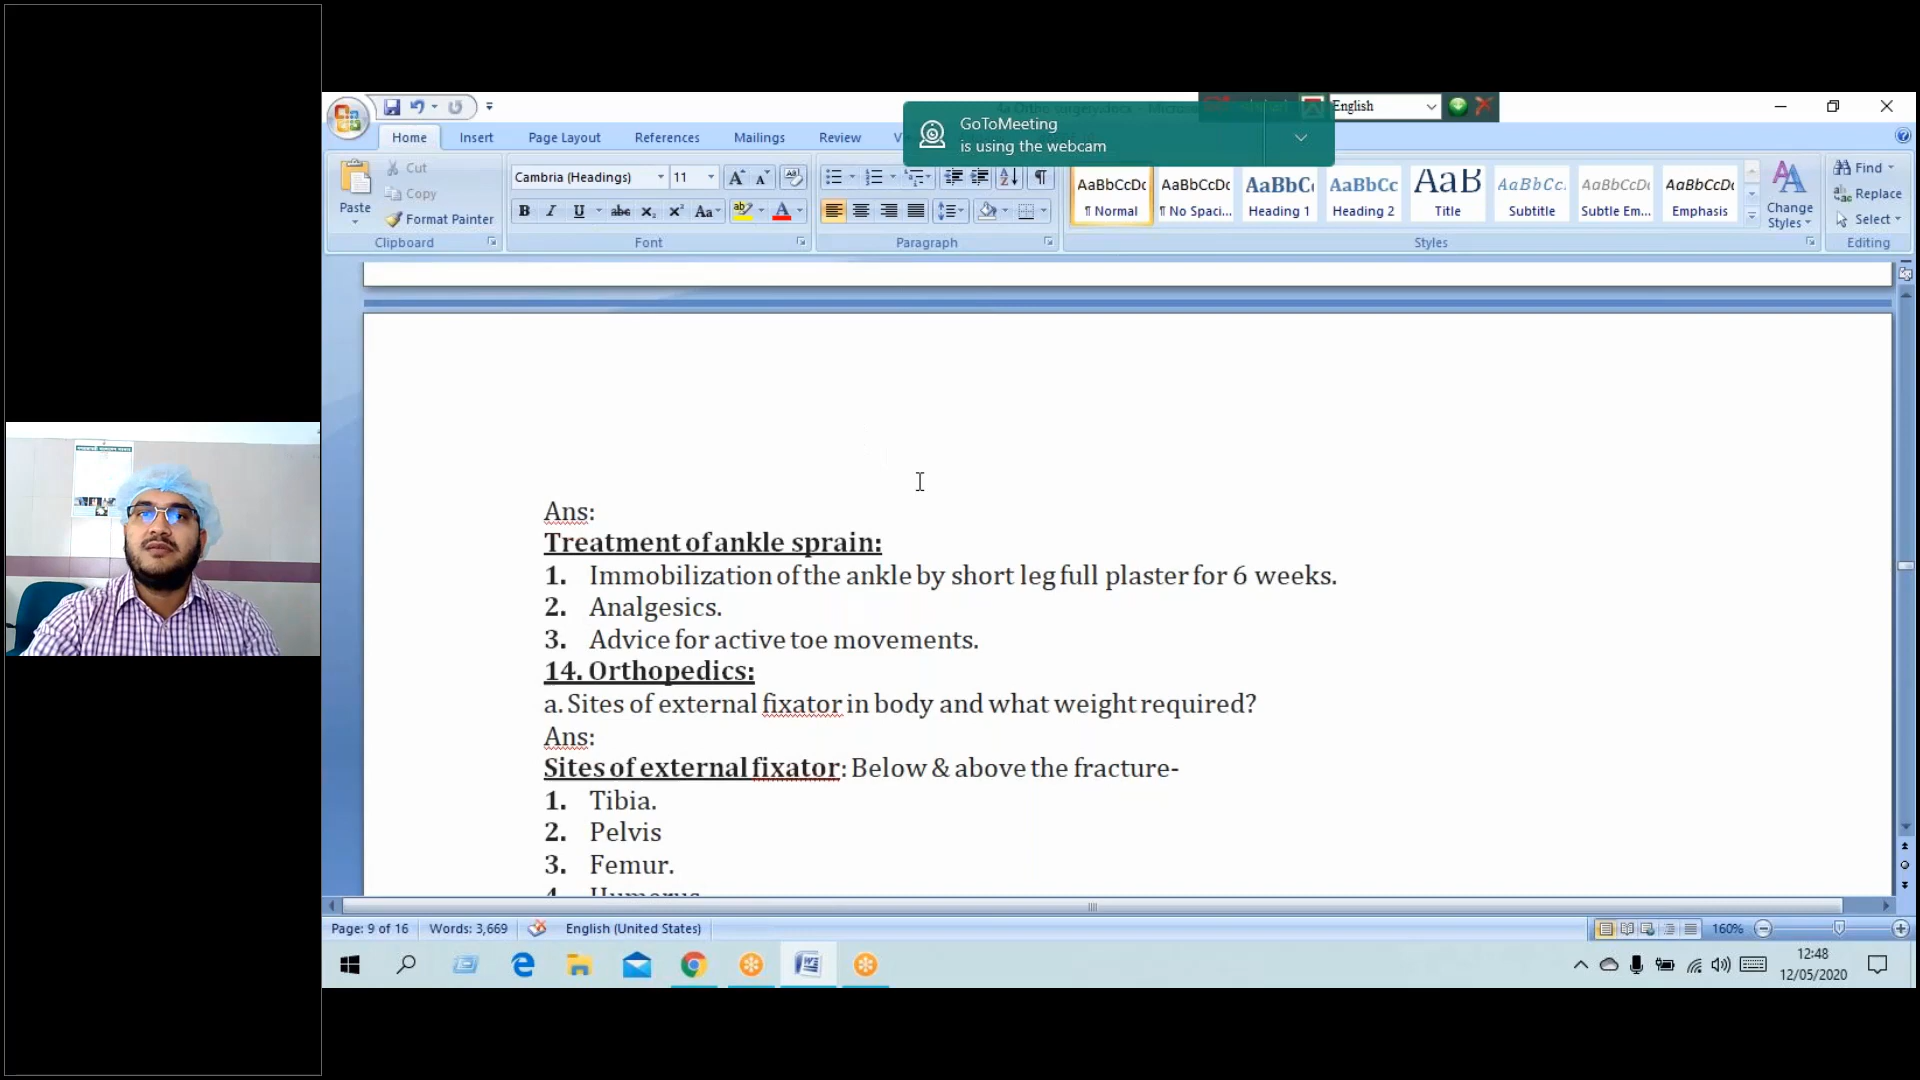 GoToMeeting
is using the webcam
English
Home
Insert
Page Layout
References
Mailings
Review
Paste
Cut
Copy
Format Painter
Clipboard
Cambria (Headings)
11
Font
Paragraph
AaBbCcDc
¶ Normal
AaBbCcDc
¶ No Spaci...
AaBbC
Heading 1
AaBbCc
Heading 2
AaB
Title
AaBbCc.
Subtitle
AaBbCcDc
Subtle Em...
AaBbCcDc
Emphasis
Change
Styles
Styles
Find
Replace
Select
Editing
Ans:
Treatment of ankle sprain:
1. Immobilization of the ankle by short leg full plaster for 6 weeks.
2. Analgesics.
3. Advice for active toe movements.
14. Orthopedics:
a. Sites of external fixator in body and what weight required?
Ans:
Sites of external fixator: Below & above the fracture-
1. Tibia.
2. Pelvis
3. Femur.
Page: 9 of 16
Words: 3,669
English (United States)
160%
12:48
12/05/2020